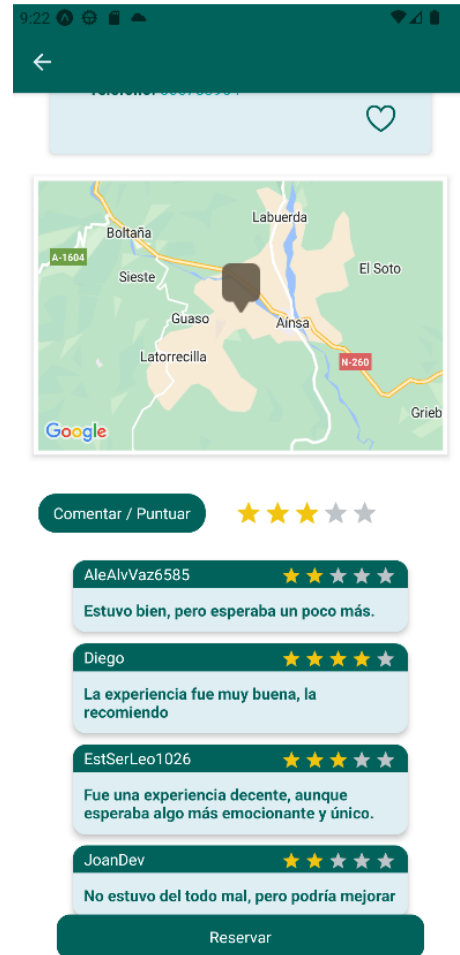 9:22
Labuerda
Boltaña
A-1604
El Soto
Sieste
Guaso
Aínsa
Latorrecilla
N-260
Grieb
Google
Comentar / Puntuar
AleAlvVaz6585
Estuvo bien, pero esperaba un poco más.
Diego
La experiencia fue muy buena, la
recomiendo
EstSerLeo1026
Fue una experiencia decente, aunque
esperaba algo más emocionante y único.
JoanDev
No estuvo del todo mal, pero podría mejorar
Reservar